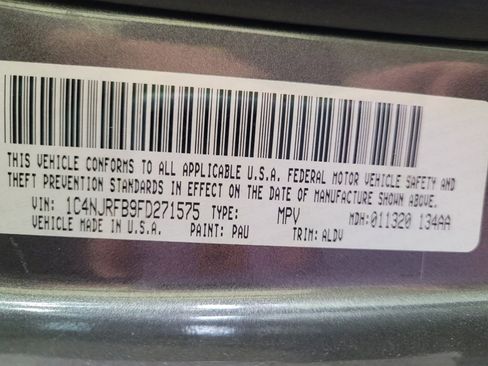 THIS VEHICLE CONFORMS TO ALL APPLICABLE U.S.A. FEDERAL MOTOR VEHICLE SAFETY AND
THEFT PREVENTION STANDARDS IN EFFECT ON THE DATE OF MANUFACTURE SHOWN ABOVE.
VIN: 1C4NJRFB9FD271575 TYPE: MPV MDH:011320 134AA
VEHICLE MADE IN U.S.A. PAINT: PAU TRIM: ALDV